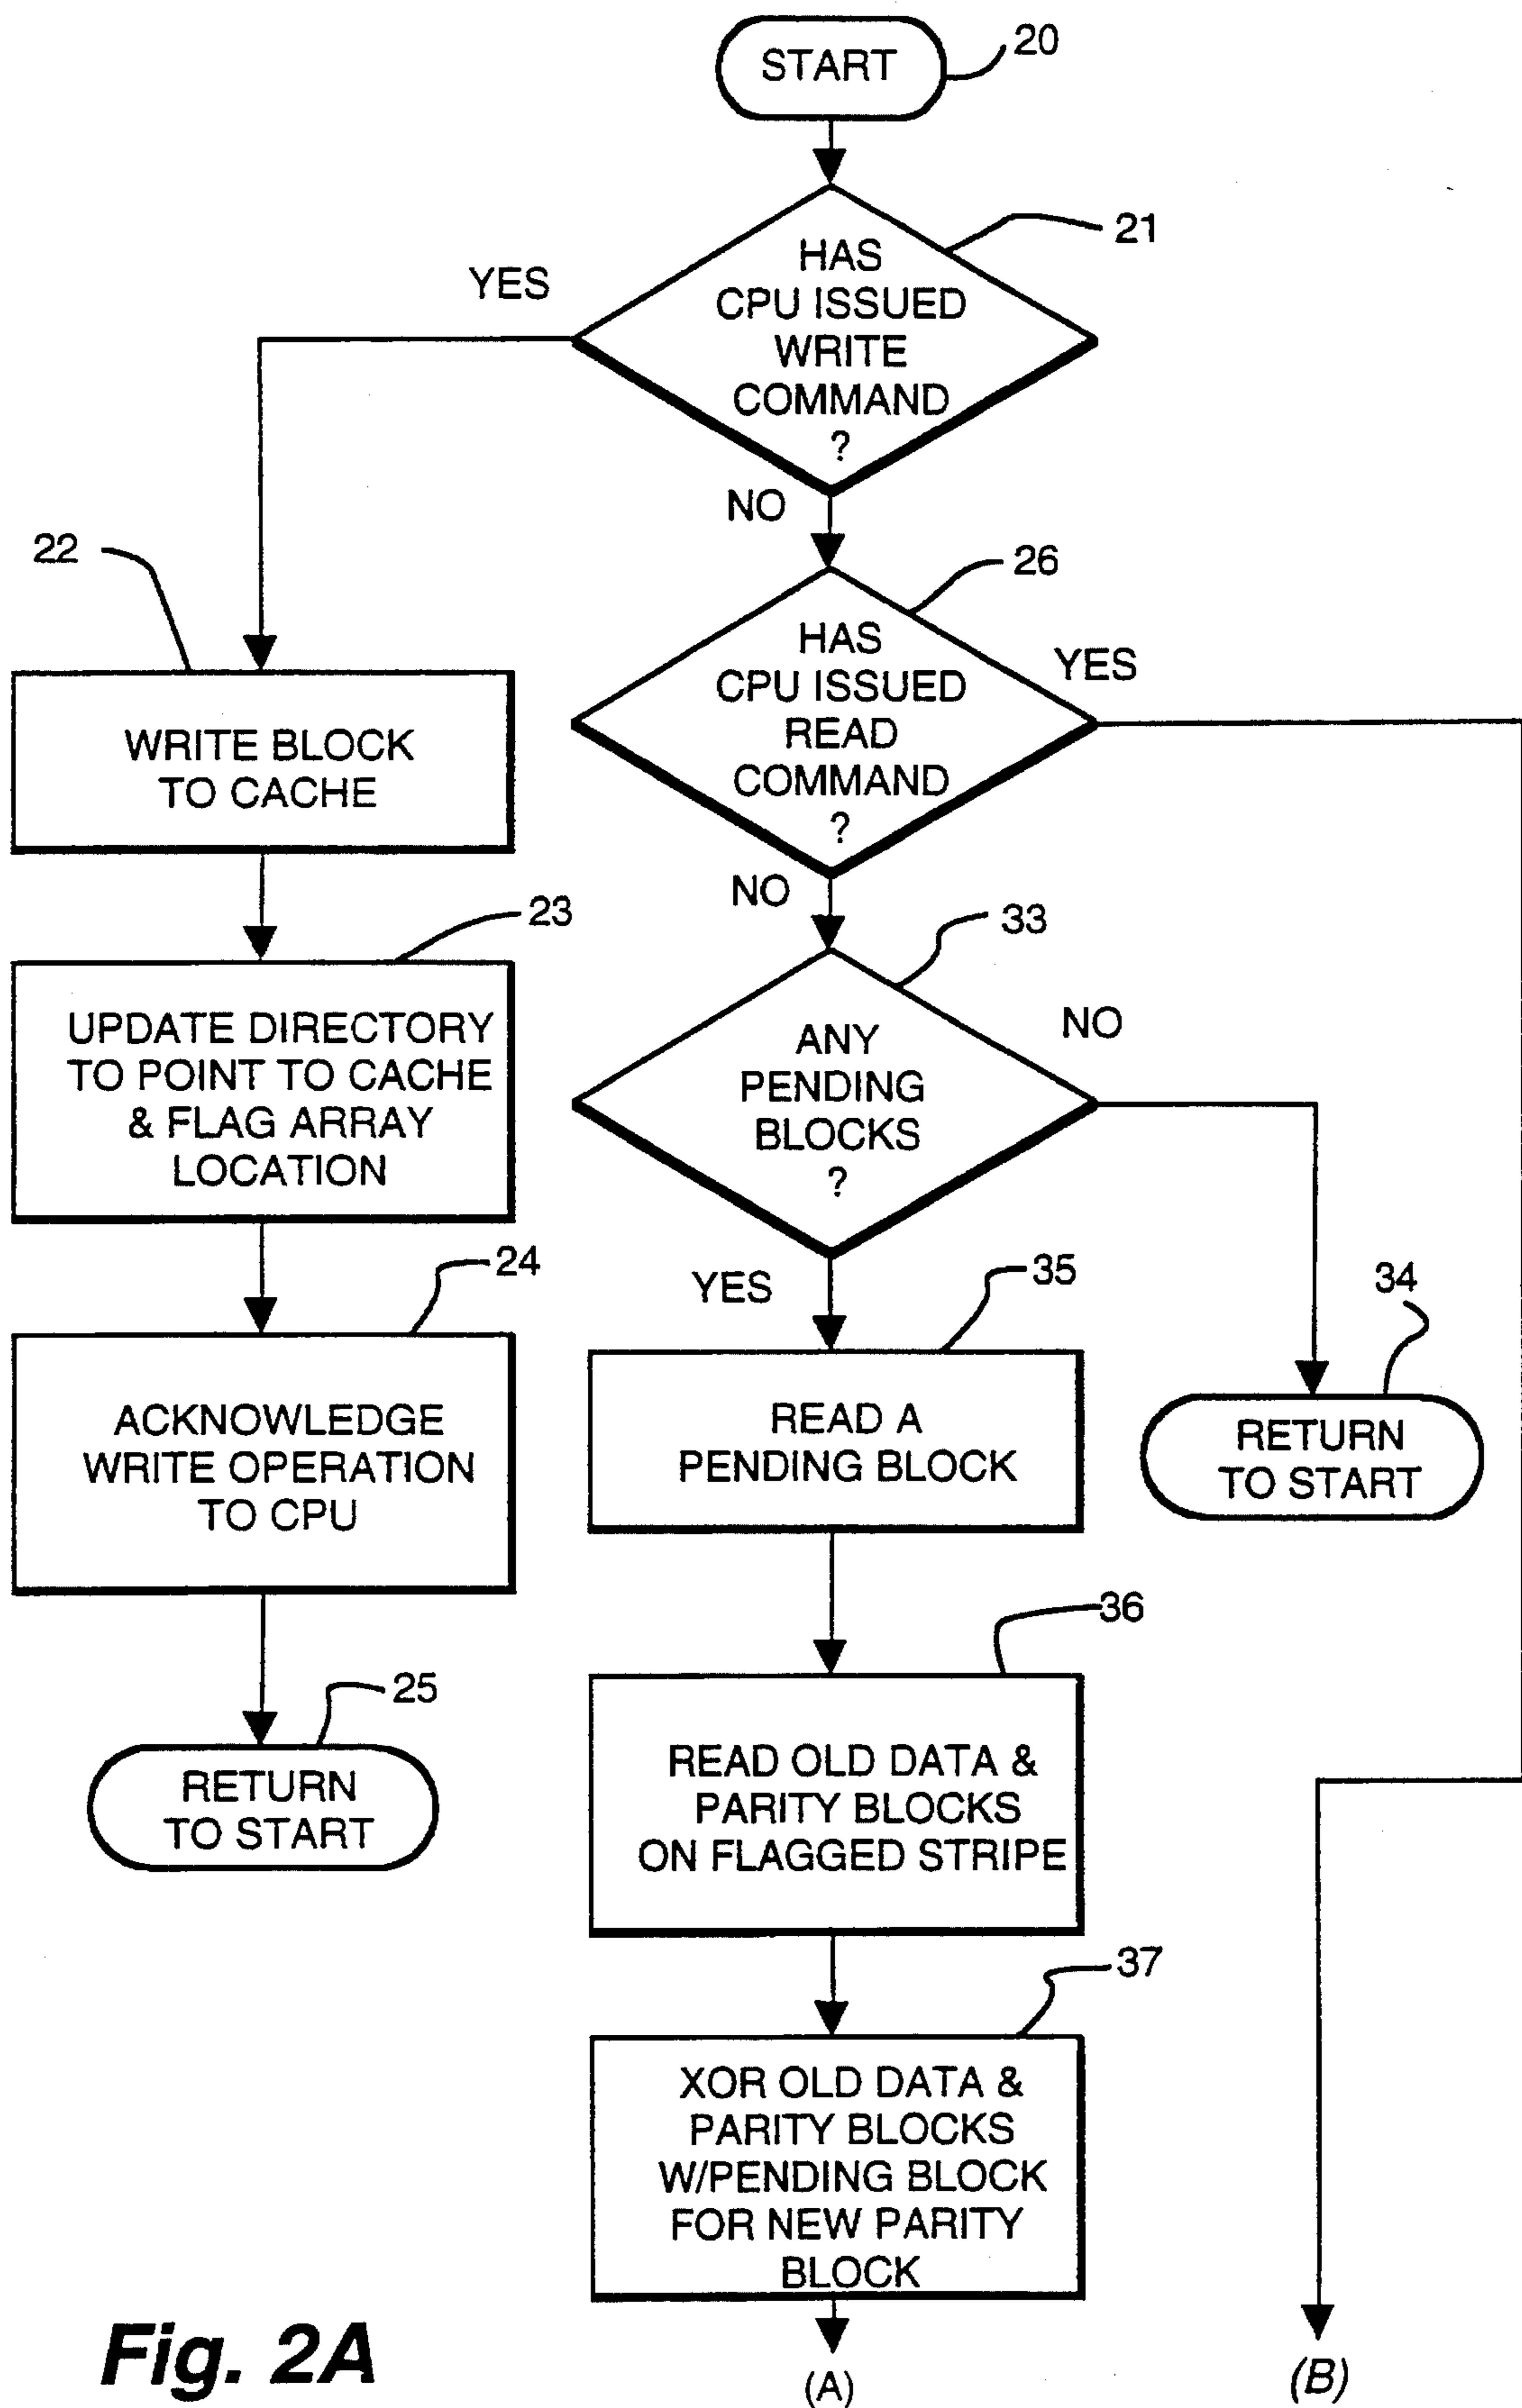 START
20
HAS
CPU ISSUED
WRITE
COMMAND
?
21
YES
NO
22
WRITE BLOCK
TO CACHE
HAS
CPU ISSUED
READ
COMMAND
?
26
YES
NO
23
UPDATE DIRECTORY
TO POINT TO CACHE
& FLAG ARRAY
LOCATION
33
ANY
PENDING
BLOCKS
?
NO
YES
24
ACKNOWLEDGE
WRITE OPERATION
TO CPU
35
READ A
PENDING BLOCK
34
RETURN
TO START
25
RETURN
TO START
36
READ OLD DATA &
PARITY BLOCKS
ON FLAGGED STRIPE
37
XOR OLD DATA &
PARITY BLOCKS
W/PENDING BLOCK
FOR NEW PARITY
BLOCK
Fig. 2A
(A)
(B)